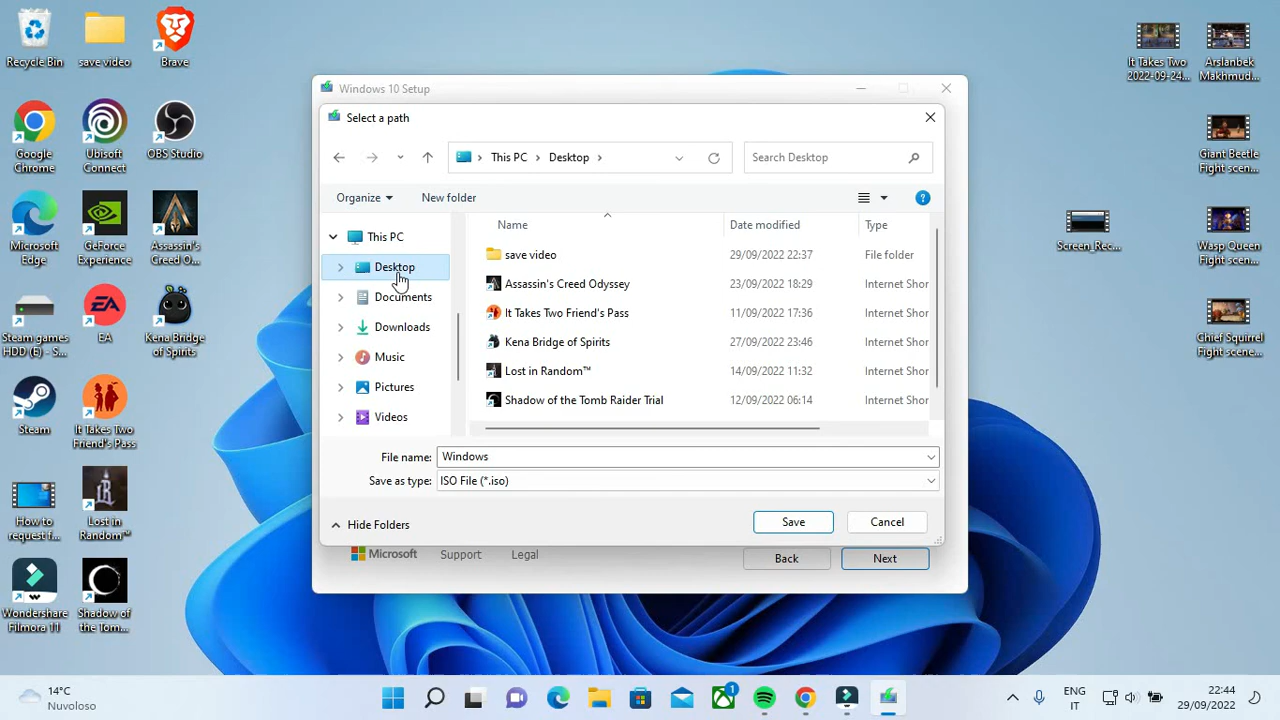 Recycle Bin
save video
Brave
Google
Chrome
Ubisoft
Connect
OBS Studio
Microsoft
Edge
GeForce
Experience
Assassin's
Creed O...
Steam games
HDD (E) - S...
EA
Kena Bridge
of Spirits
Steam
It Takes Two
Friend's Pass
How to
request f...
Lost in
Random™
Wondershare
Filmora 11
Shadow of
the Tom...
Windows 10 Setup
Select a path
This PC
Desktop
Search Desktop
Organize
New folder
?
This PC
Desktop
Documents
Downloads
Music
Pictures
Videos
Name
Date modified
Type
save video
29/09/2022 22:37
File folder
Assassin's Creed Odyssey
23/09/2022 18:29
Internet Shor
It Takes Two Friend's Pass
11/09/2022 17:36
Internet Shor
Kena Bridge of Spirits
27/09/2022 23:46
Internet Shor
Lost in Random™
14/09/2022 11:32
Internet Shor
Shadow of the Tomb Raider Trial
12/09/2022 06:14
Internet Shor
File name:
Windows
Save as type:
ISO File (*.iso)
Hide Folders
Save
Cancel
Microsoft
Support
Legal
Back
Next
It Takes Two
2022-09-24...
Arslanbek
Makhmud...
Giant Beetle
Fight scen...
Screen_Rec...
Wasp Queen
Fight scen...
Chief Squirrel
Fight scene...
14°C
Nuvoloso
1
ENG
IT
22:44
29/09/2022